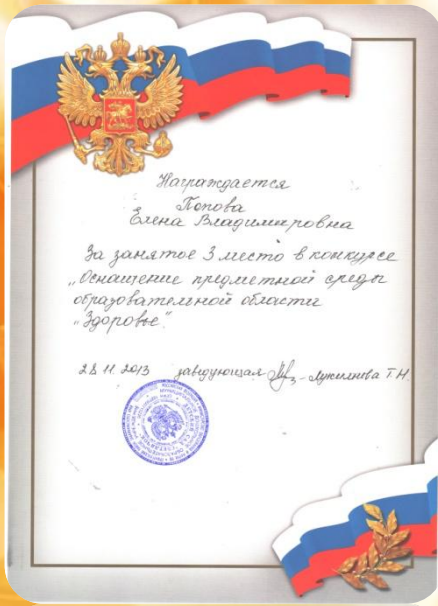 Награждается
Попова
Елена Владимировна
За занятое 3 место в конкурсе
„Оснащение предметной среды
образовательной области
„Здоровье".
28 11. 2013 заведующая